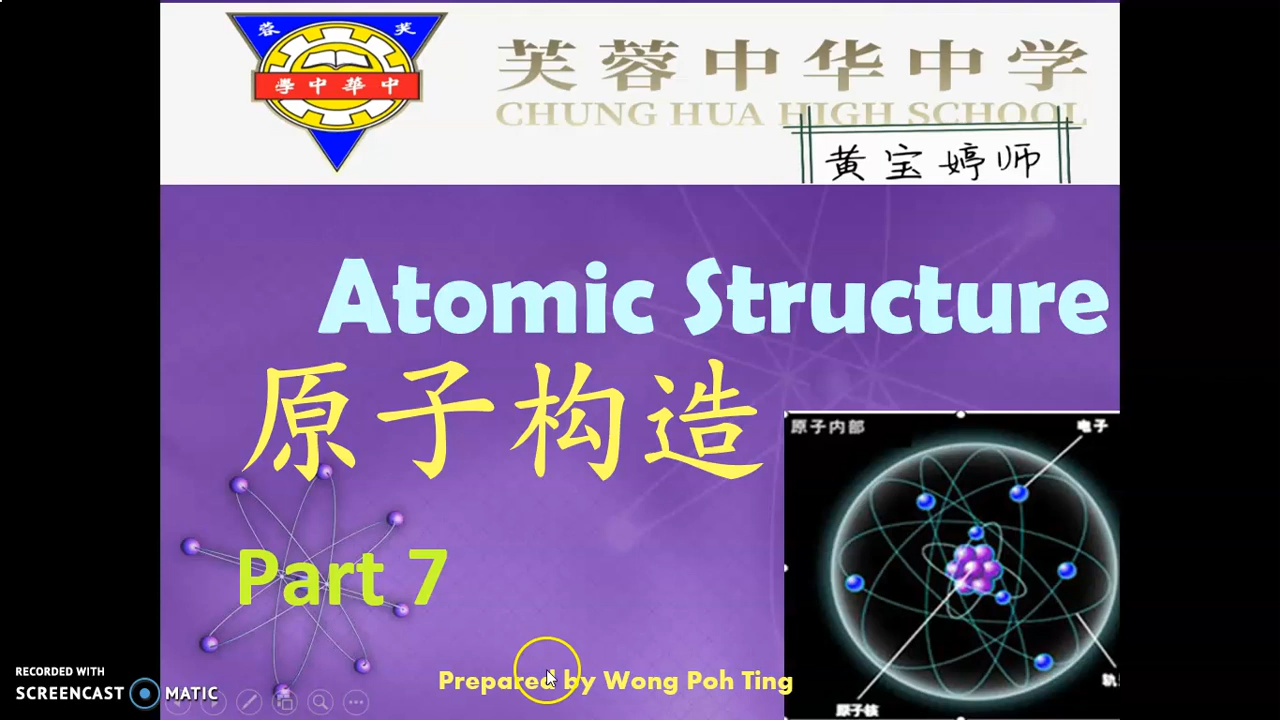 芙 蓉
學中華中
芙蓉中华中学
CHUNG HUA HIGH SCHOOL
黄宝婷师
Atomic Structure
原子构造
原子内部
电子
Part 7
轨
Prepared by Wong Poh Ting
原子核
RECORDED WITH
SCREENCAST MATIC